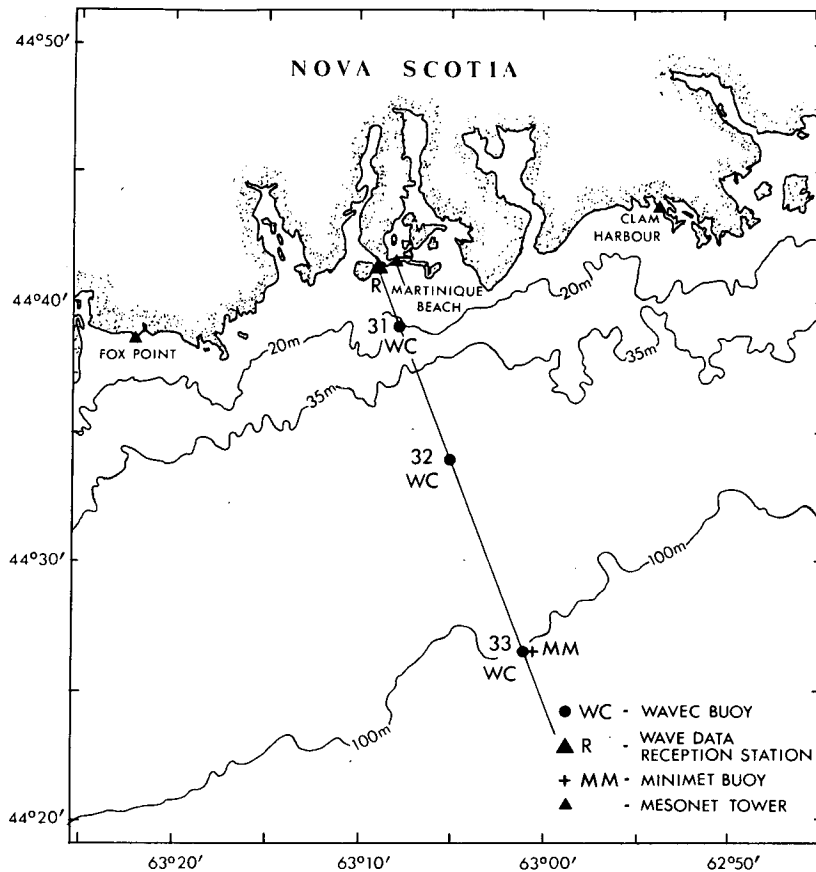 44°50′
NOVA SCOTIA
CLAM
HARBOUR
R
MARTINIQUE
BEACH
44°40′
20m
31
WC
FOX POINT
20m
35m
35m
32
WC
44°30′
100m
33
WC
MM
100m
WC - WAVEC BUOY
R - WAVE DATA
RECEPTION STATION
MM - MINIMET BUOY
- MESONET TOWER
44°20′
63°20′
63°10′
63°00′
62°50′